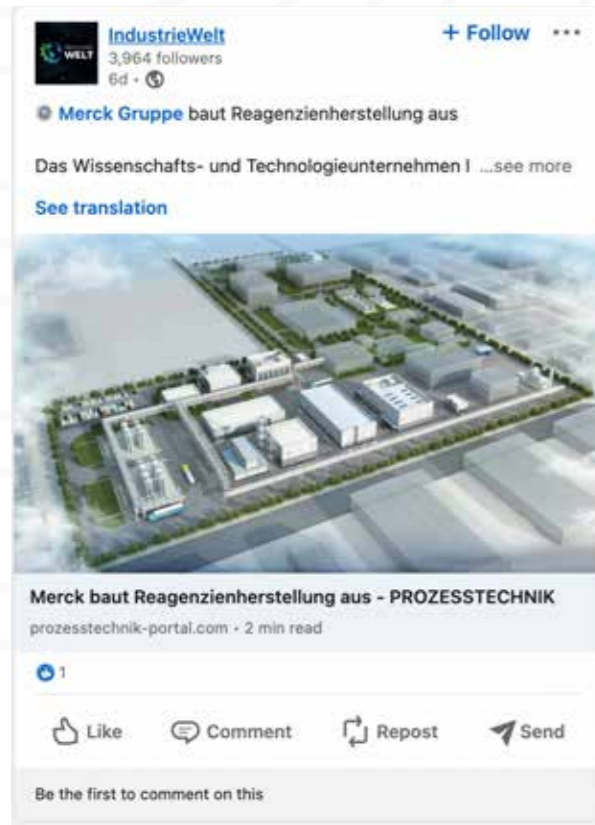 WELT
IndustrieWelt
+ Follow ...
3,964 followers
6d •
Merck Gruppe baut Reagenzienherstellung aus
Das Wissenschafts- und Technologieunternehmen I ...see more
See translation
Merck baut Reagenzienherstellung aus - PROZESSTECHNIK
prozesstechnik-portal.com • 2 min read
1
Like Comment Repost Send
Be the first to comment on this